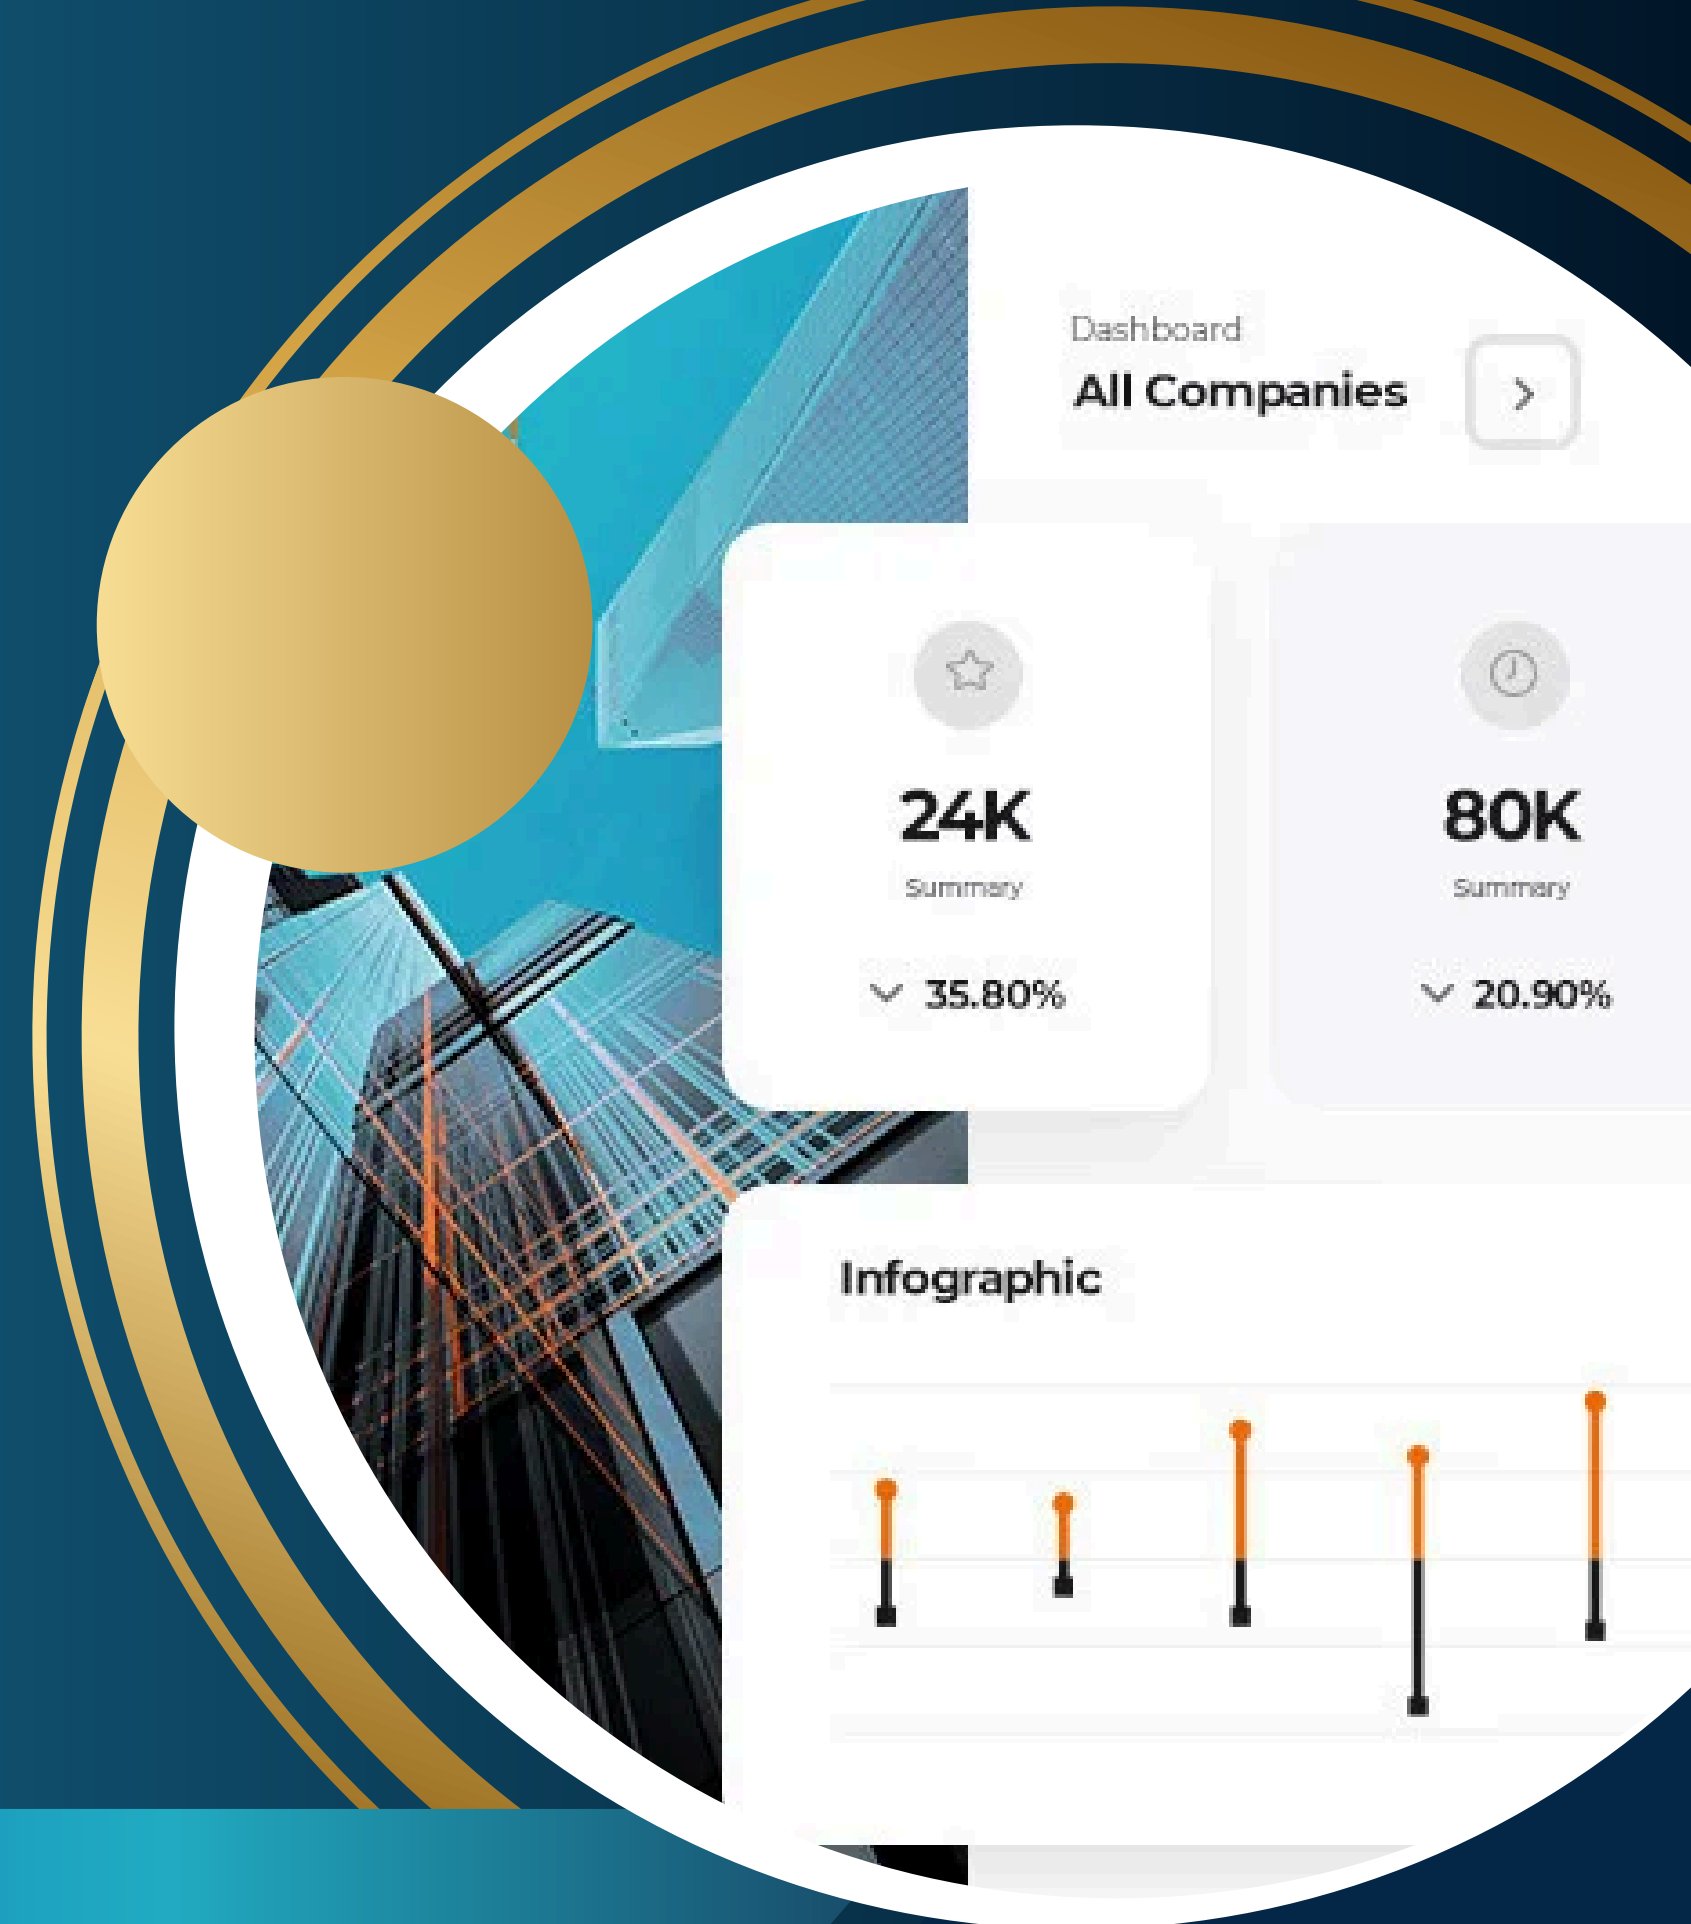 Dashboard
All Companies
24K
Summary
35.80%
80K
Summary
20.90%
Infographic